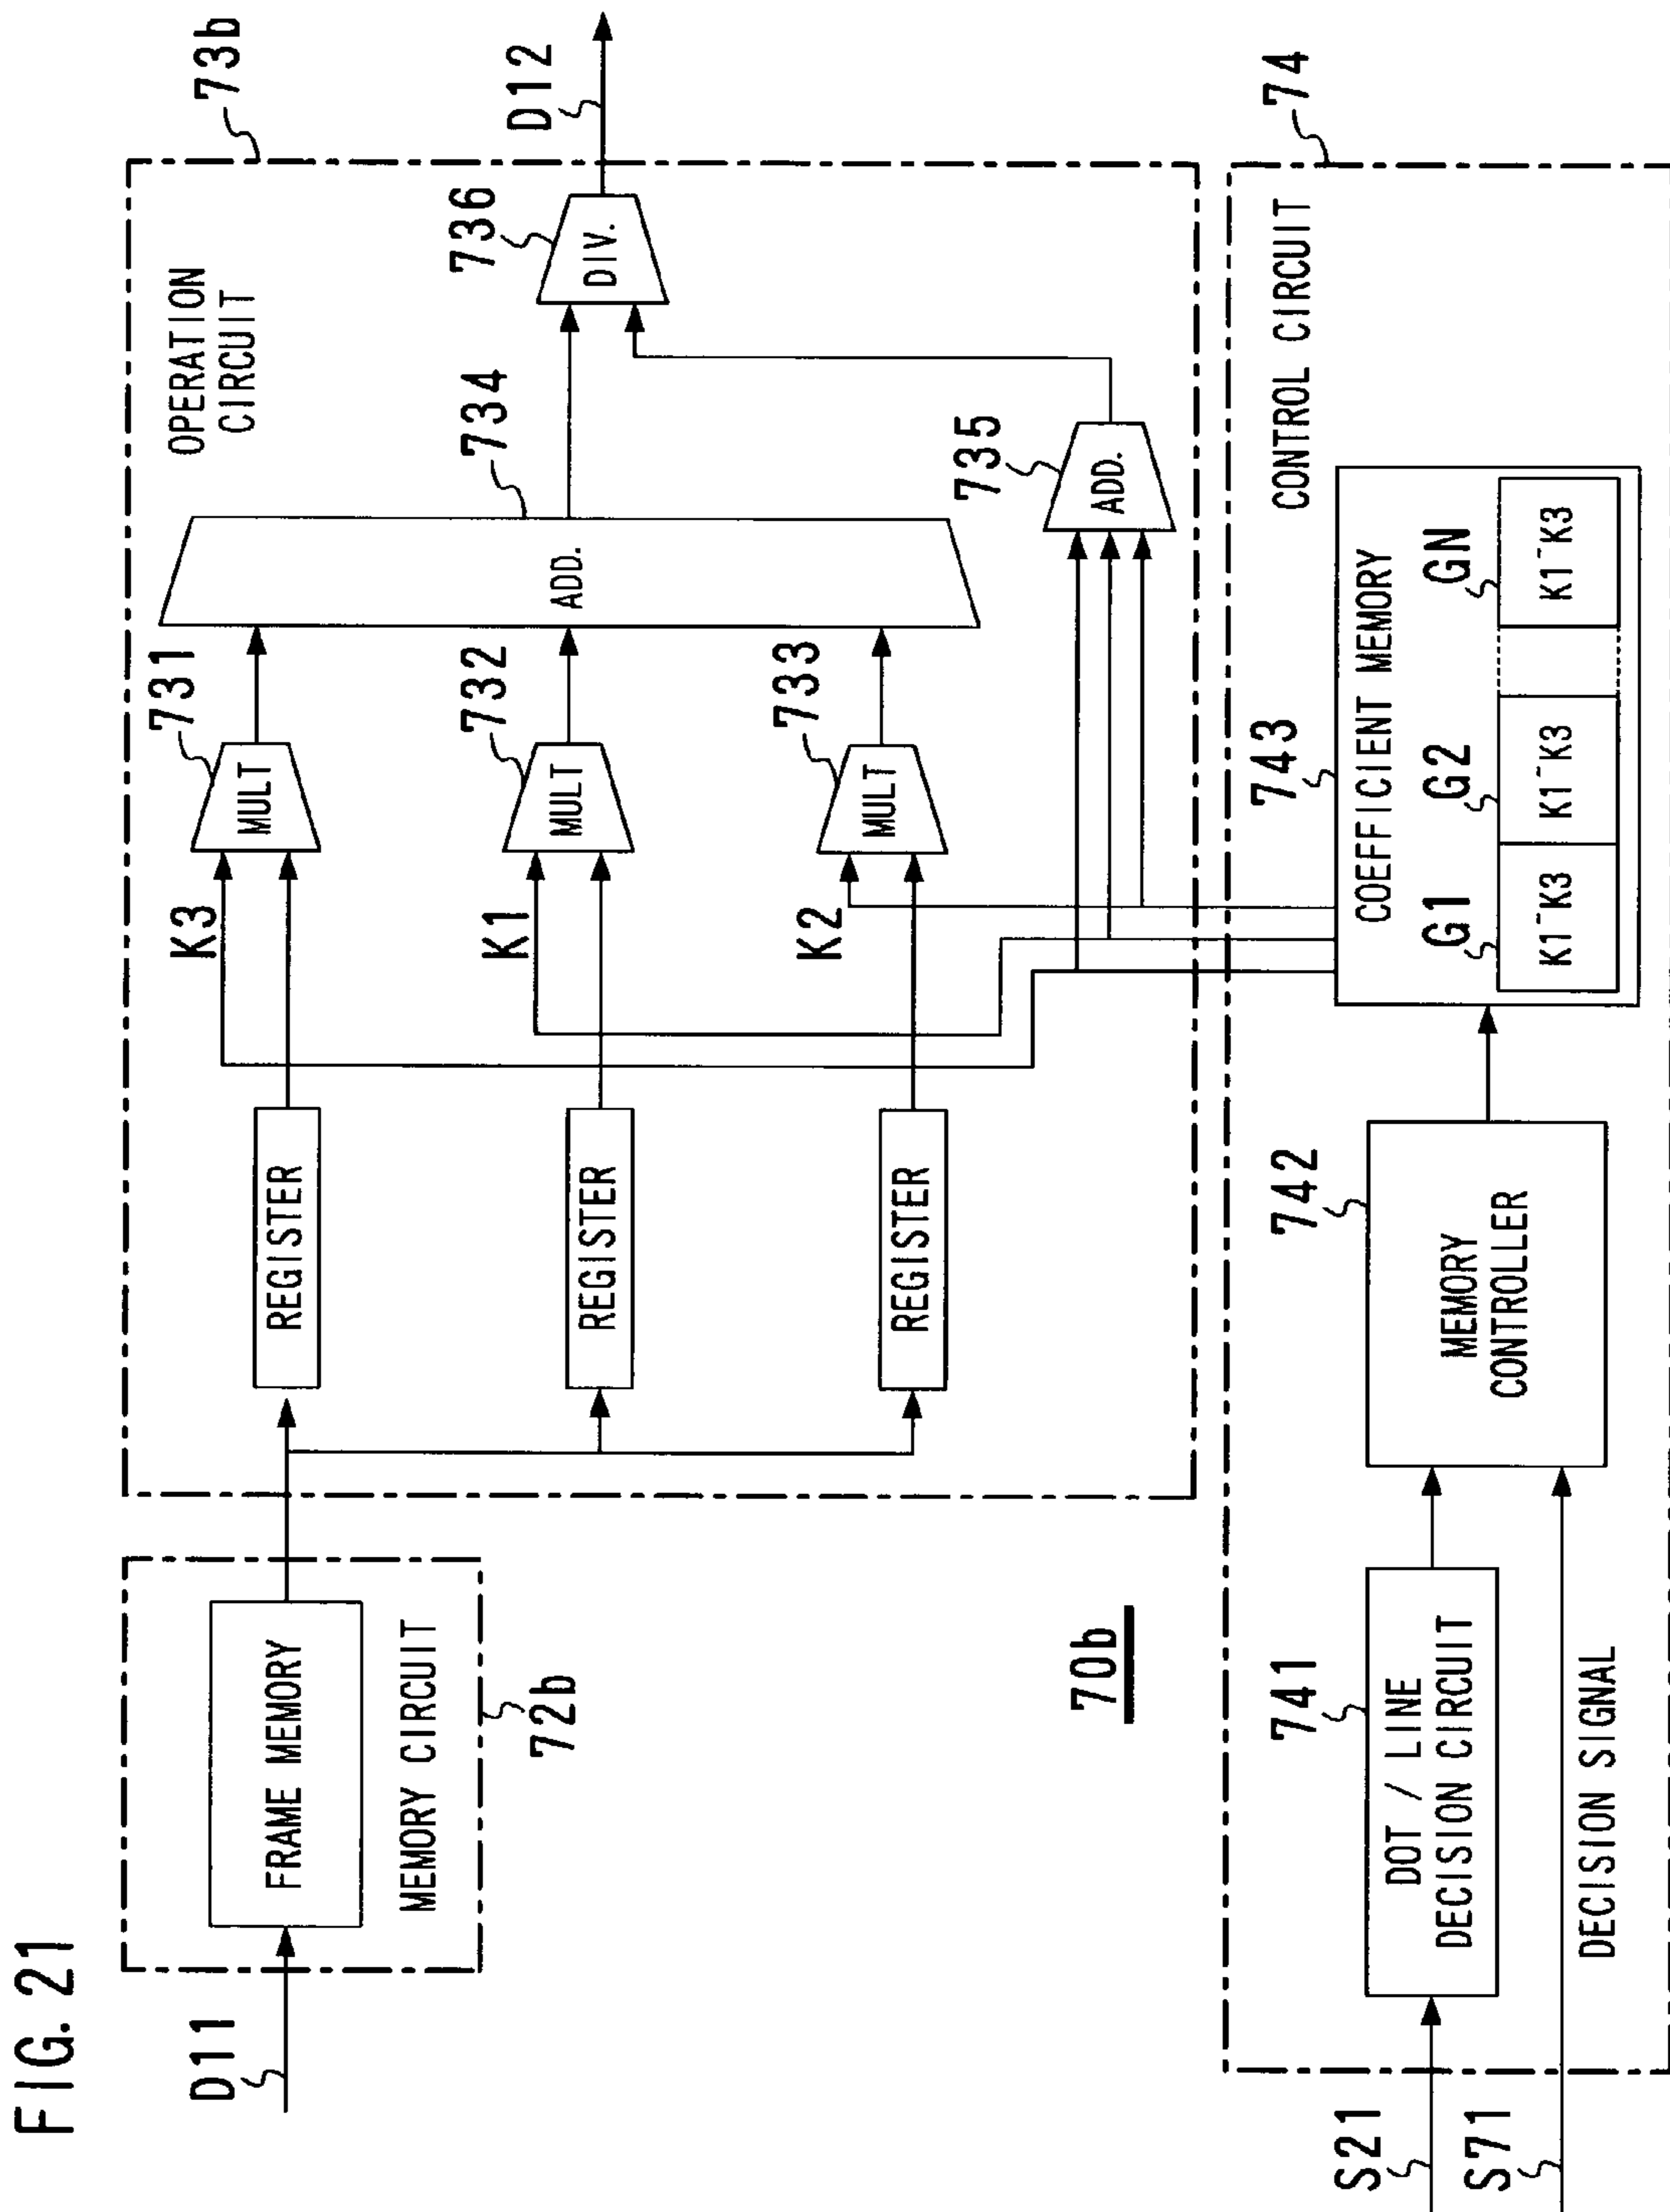 FIG. 21
D11
FRAME MEMORY
MEMORY CIRCUIT
72b
73b
OPERATION
CIRCUIT
REGISTER
REGISTER
REGISTER
K3
K1
K2
MULT
731
MULT
732
MULT
733
ADD.
734
ADD.
735
DIV.
736
D12
70b
74
CONTROL CIRCUIT
S21
S71
741
DOT / LINE
DECISION CIRCUIT
DECISION SIGNAL
742
MEMORY
CONTROLLER
743
COEFFICIENT MEMORY
G1
G2
GN
K1~K3
K1~K3
K1~K3